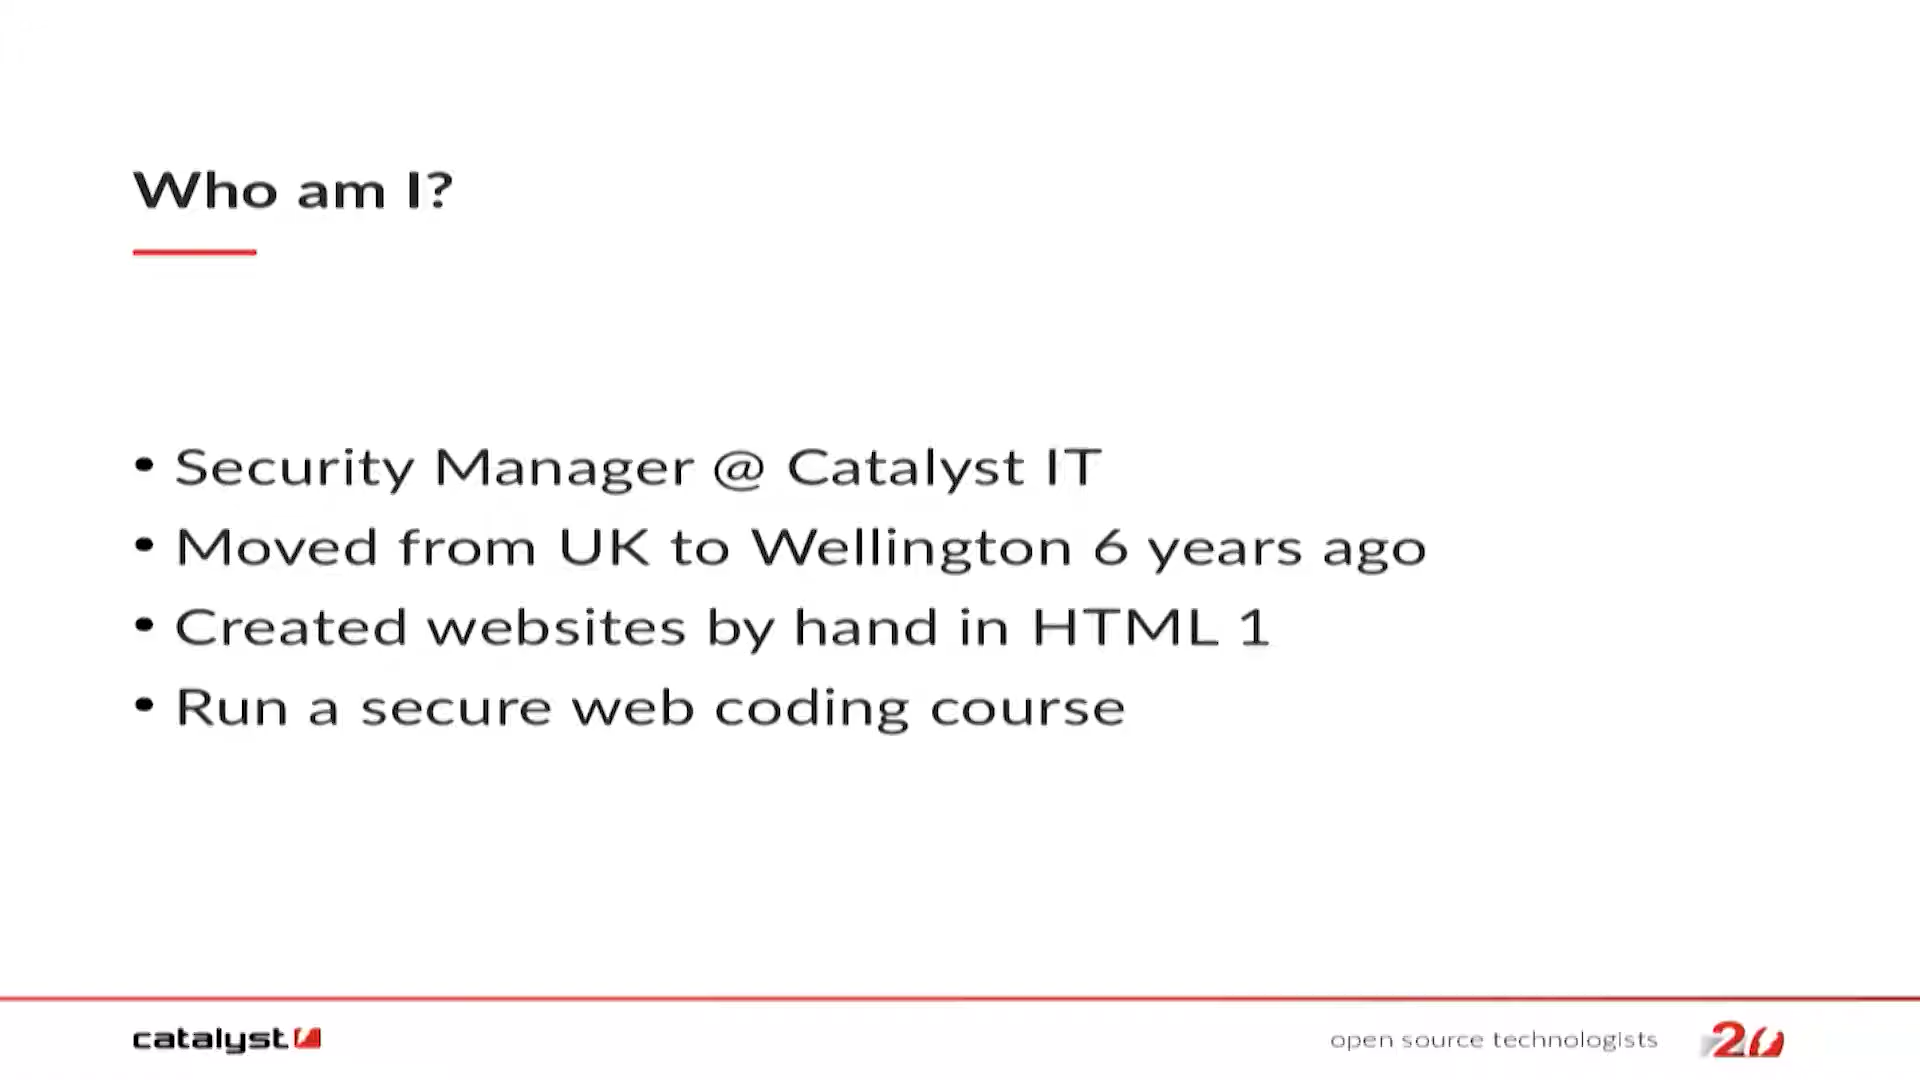 Who am I?
• Security Manager @ Catalyst IT
• Moved from UK to Wellington 6 years ago
• Created websites by hand in HTML 1
• Run a secure web coding course
catalyst
open source technologists
20